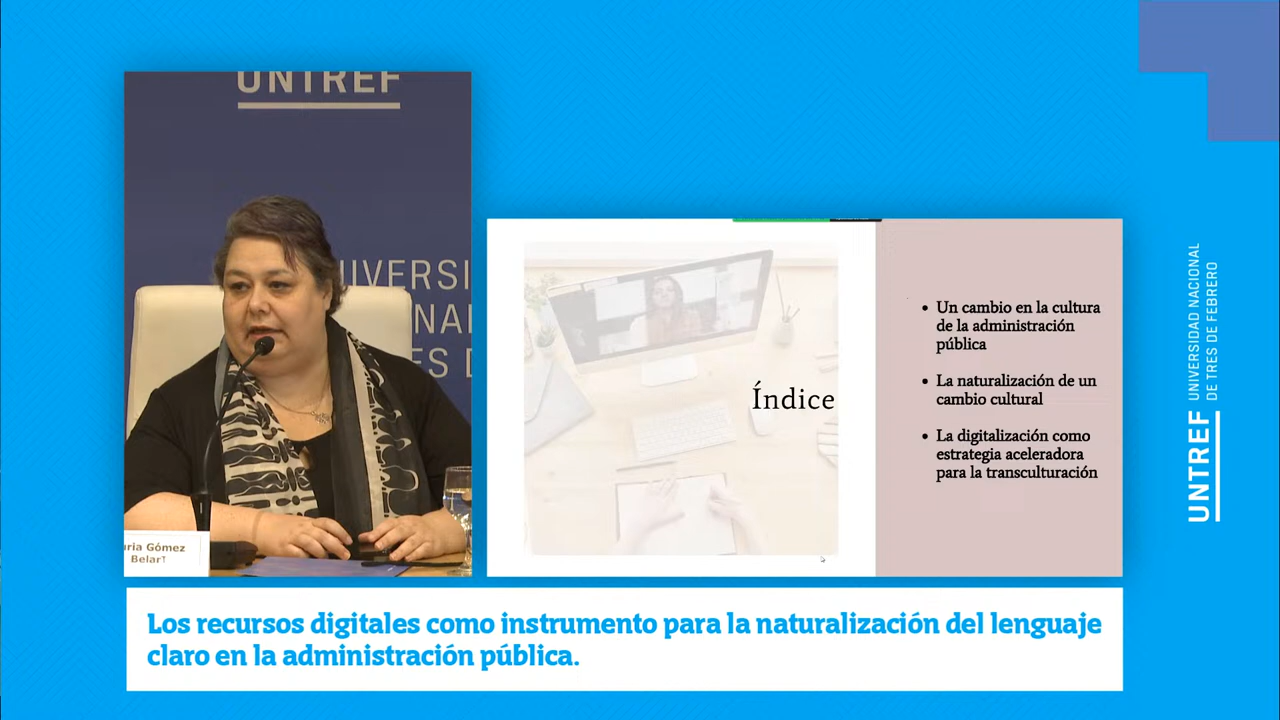 UNTREF
UNIVERSI
NAI
ES D
uria Gómez
Belart
Índice
• Un cambio en la cultura
de la administración
pública
• La naturalización de un
cambio cultural
• La digitalización como
estrategia aceleradora
para la transculturación
Los recursos digitales como instrumento para la naturalización del lenguaje
claro en la administración pública.
UNTREF
UNIVERSIDAD NACIONAL
DE TRES DE FEBRERO